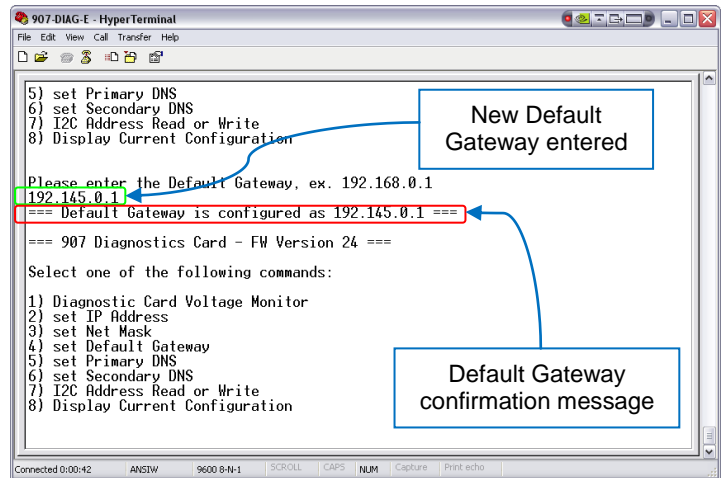 907-DIAG-E - HyperTerminal
File Edit View Call Transfer Help
5) set Primary DNS
6) set Secondary DNS
7) I2C Address Read or Write
8) Display Current Configuration
New Default
Gateway entered
Please enter the Default Gateway, ex. 192.168.0.1
192.145.0.1
=== Default Gateway is configured as 192.145.0.1 ===
=== 907 Diagnostics Card - FW Version 24 ===
Select one of the following commands:
1) Diagnostic Card Voltage Monitor
2) set IP Address
3) set Net Mask
4) set Default Gateway
5) set Primary DNS
6) set Secondary DNS
7) I2C Address Read or Write
8) Display Current Configuration
Default Gateway
confirmation message
Connected 0:00:42 ANSIW 9600 8-N-1 SCROLL CAPS NUM Capture Print echo